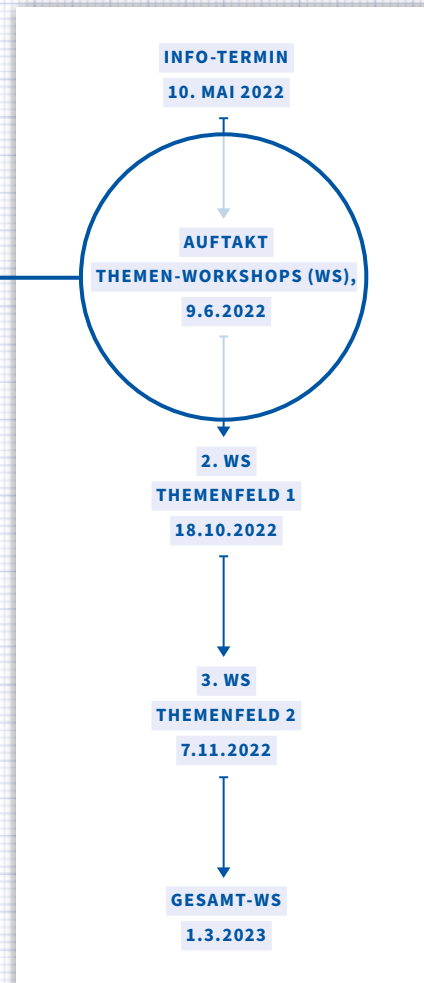 INFO-TERMIN
10. MAI 2022
AUFTAKT
THEMEN-WORKSHOPS (WS),
9.6.2022
2. WS
THEMENFELD 1
18.10.2022
3. WS
THEMENFELD 2
7.11.2022
GESAMT-WS
1.3.2023